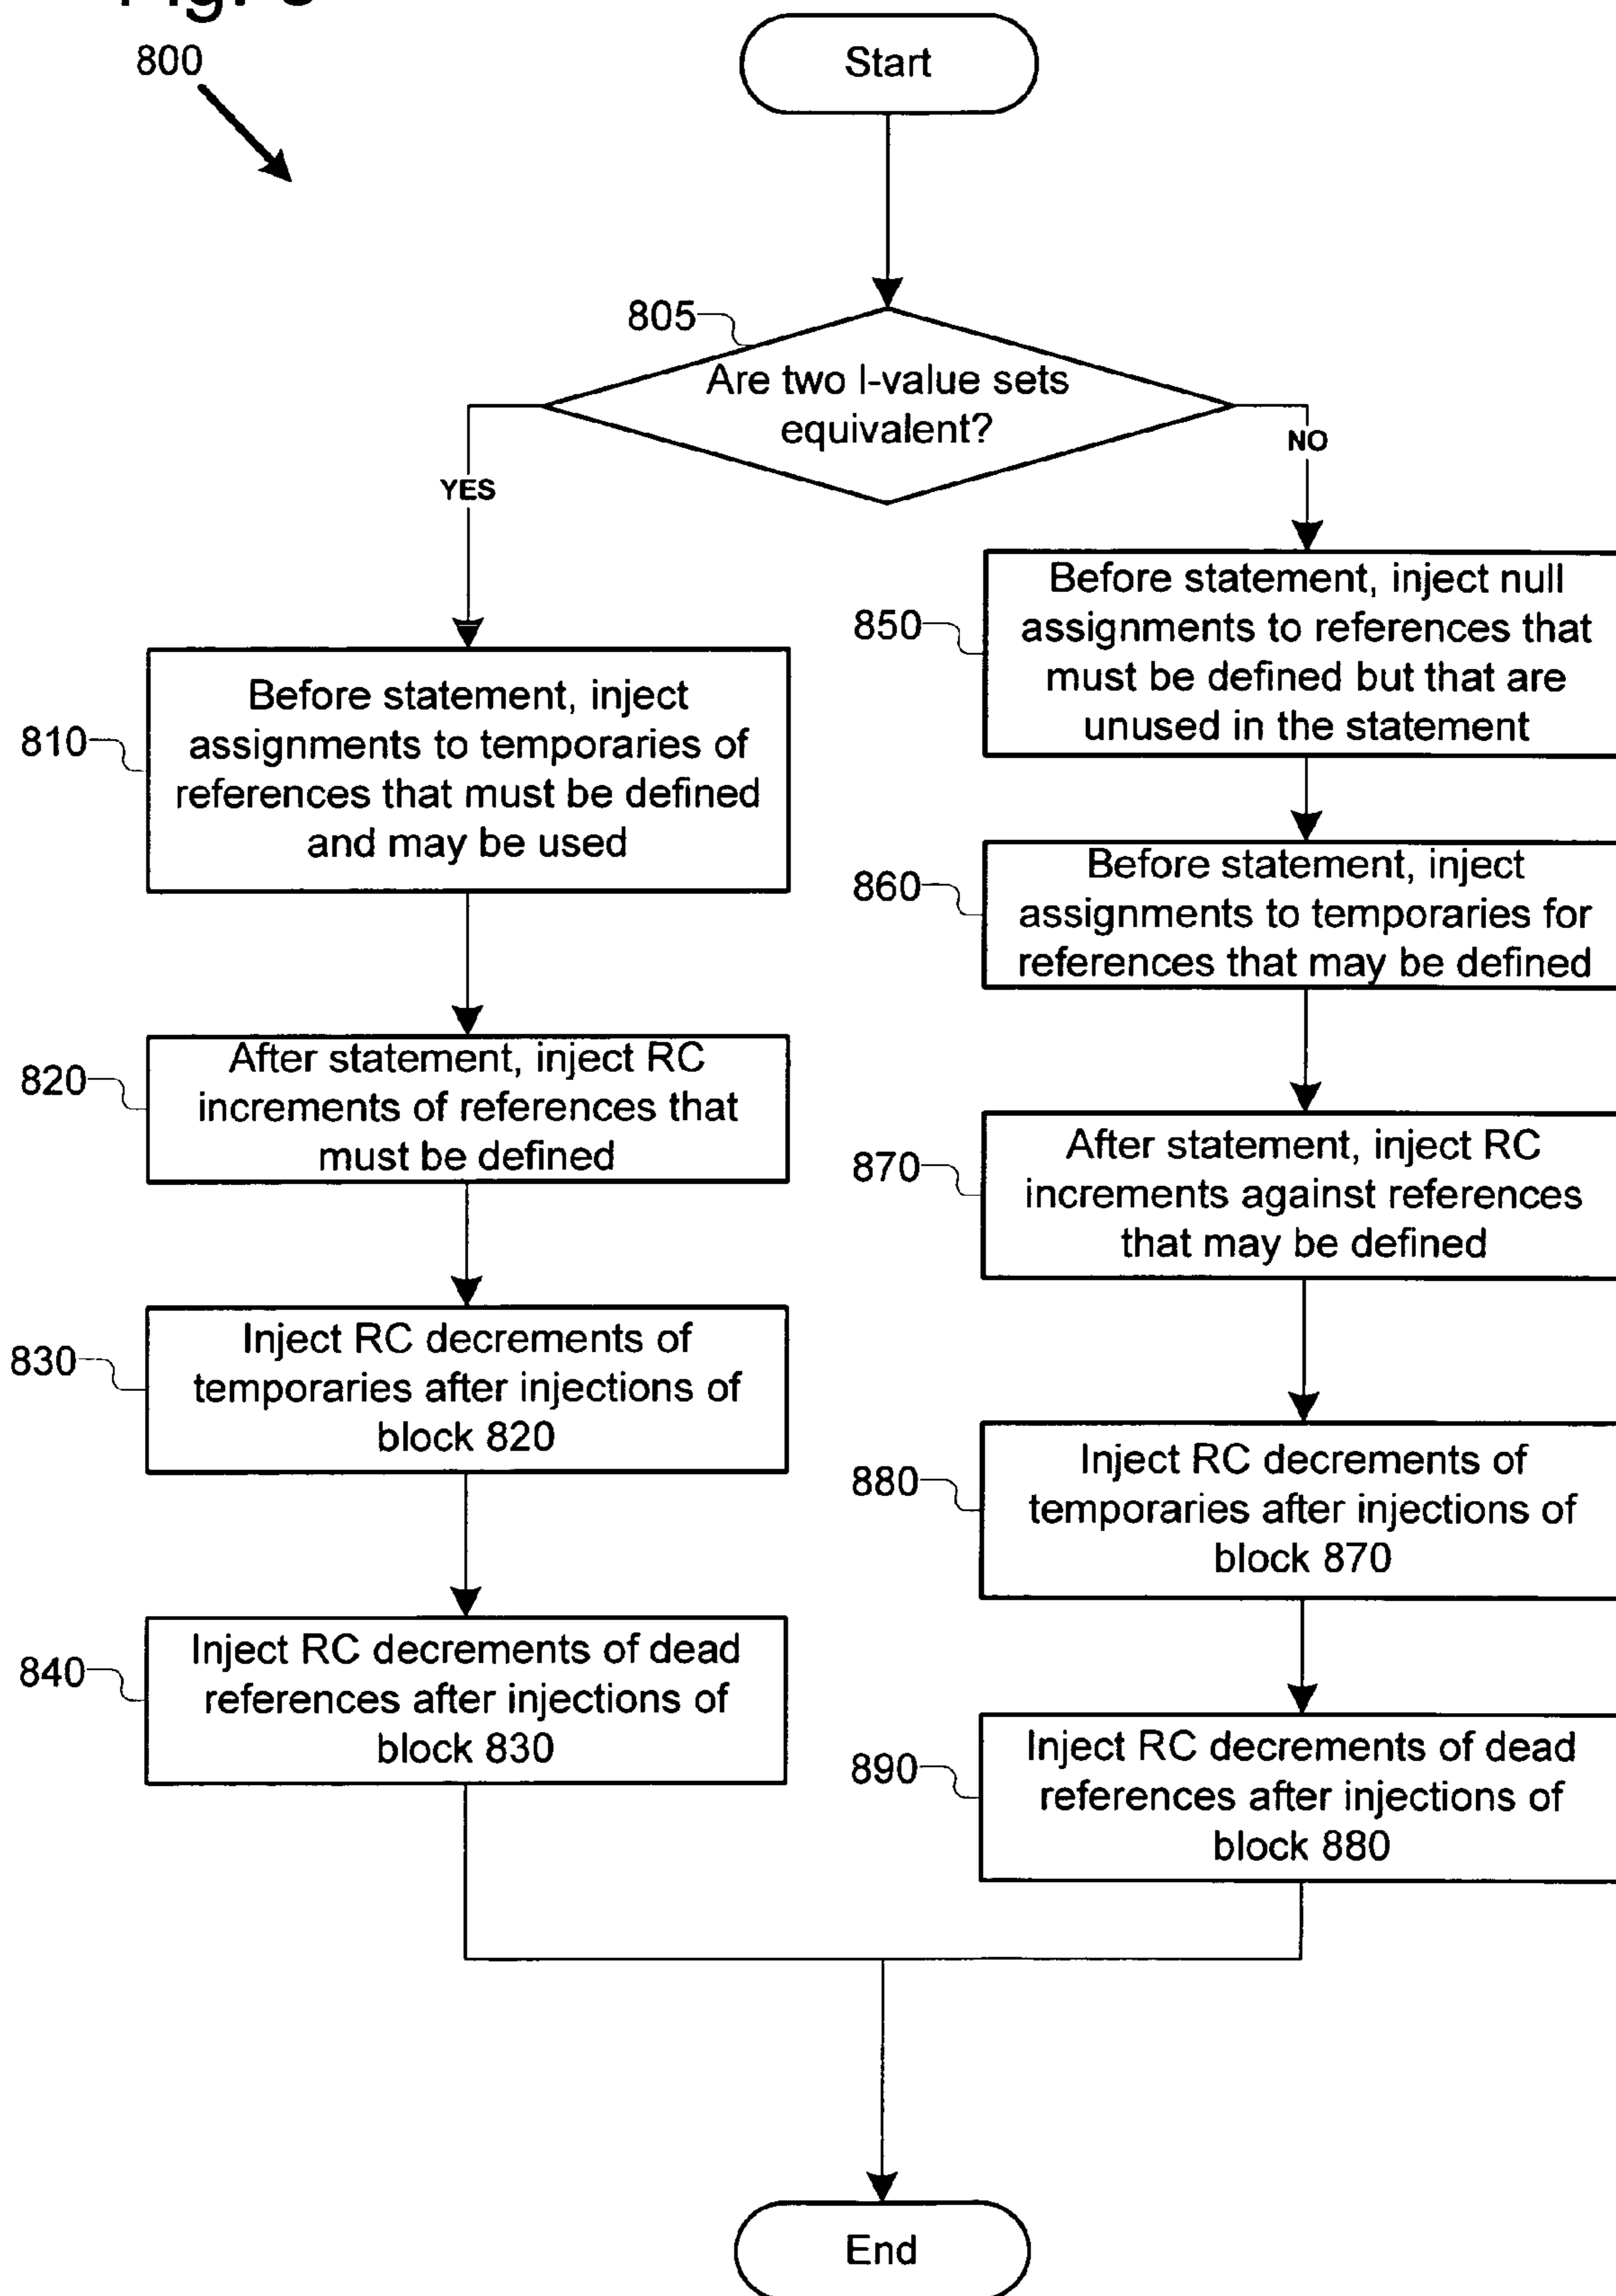 800
Start
805
Are two l-value sets
equivalent?
YES
NO
810
Before statement, inject
assignments to temporaries of
references that must be defined
and may be used
820
After statement, inject RC
increments of references that
must be defined
830
Inject RC decrements of
temporaries after injections of
block 820
840
Inject RC decrements of dead
references after injections of
block 830
850
Before statement, inject null
assignments to references that
must be defined but that are
unused in the statement
860
Before statement, inject
assignments to temporaries for
references that may be defined
870
After statement, inject RC
increments against references
that may be defined
880
Inject RC decrements of
temporaries after injections of
block 870
890
Inject RC decrements of dead
references after injections of
block 880
End